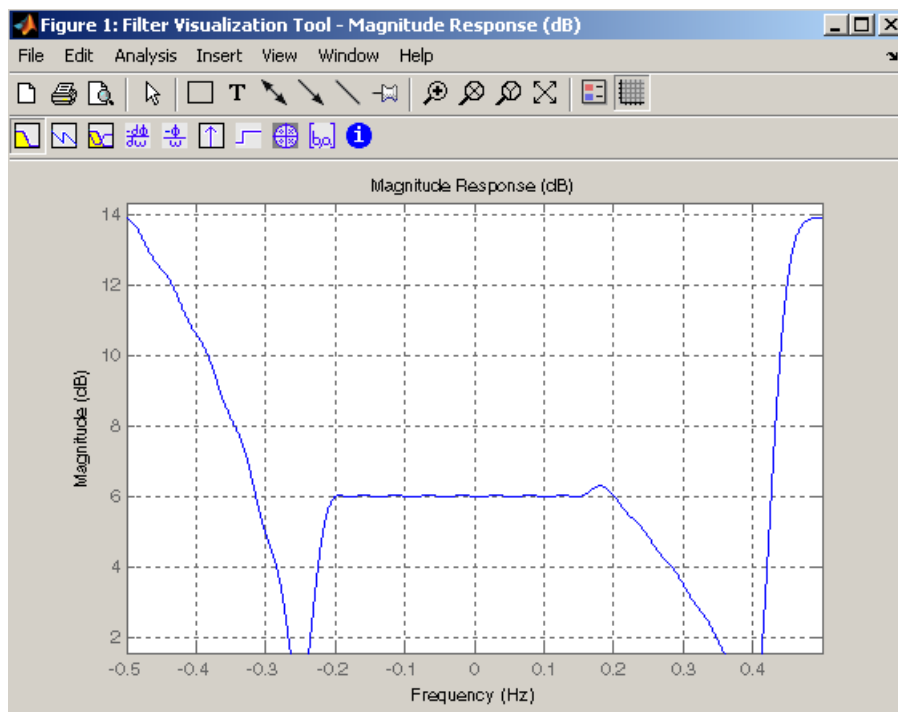 Figure 1: Filter Visualization Tool - Magnitude Response (dB)
File Edit Analysis Insert View Window Help
T
-dϕ
dω
-ϕ
ω
[b,a]
i
Magnitude Response (dB)
14
12
10
8
6
4
2
Magnitude (dB)
-0.5 -0.4 -0.3 -0.2 -0.1 0 0.1 0.2 0.3 0.4
Frequency (Hz)